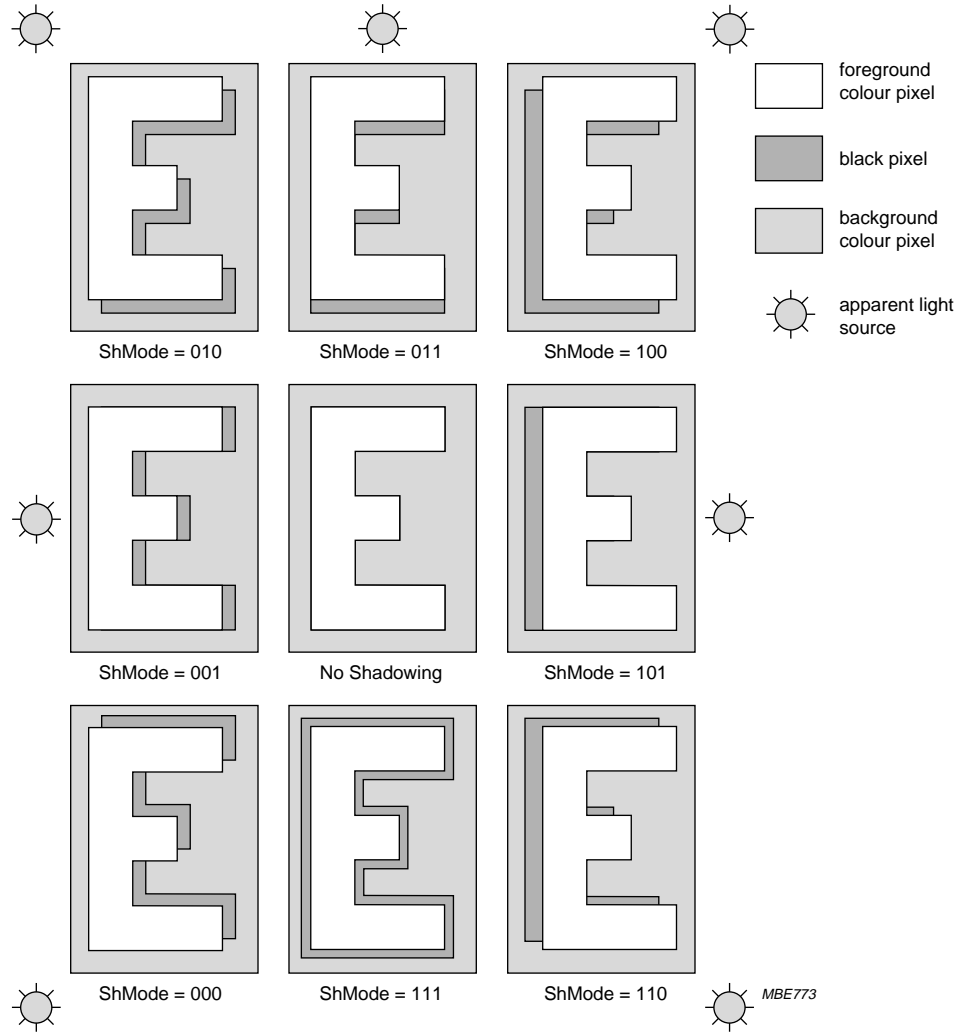 foreground
colour pixel
black pixel
background
colour pixel
apparent light
source
ShMode = 010
ShMode = 011
ShMode = 100
ShMode = 001
No Shadowing
ShMode = 101
ShMode = 000
ShMode = 111
ShMode = 110
MBE773